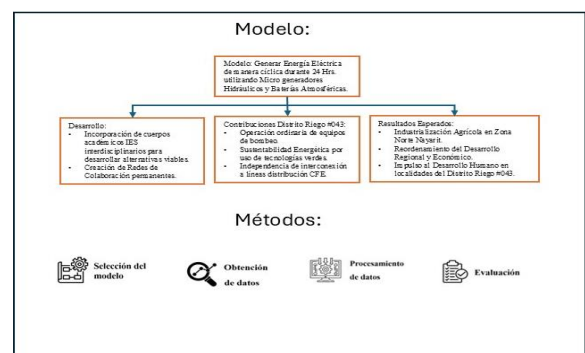 Modelo:
Modelo: Generar Energía Eléctrica
de manera cíclica durante 24 Hrs.
utilizando Micro generadores
Hidráulicos y Baterías Atmosféricas.
Desarrollo:
• Incorporación de cuerpos
académicos IES
interdisciplinarios para
desarrollar alternativas viables.
• Creación de Redes de
Colaboración permanentes.
Contribuciones Distrito Riego #043:
• Operación ordinaria de equipos
de bombeo.
• Sustentabilidad Energética por
uso de tecnologías verdes.
• Independencia de interconexión
a líneas distribución CFE.
Resultados Esperados:
• Industrialización Agrícola en Zona
Norte Nayarit.
• Reordenamiento del Desarrollo
Regional y Económico.
• Impulso al Desarrollo Humano en
localidades del Distrito Riego #043.
Métodos:
Selección del
modelo
Obtención
de datos
Procesamiento
de datos
Evaluación